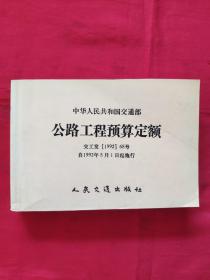 中华人民共和国交通部
公路工程预算定额
交工发［1992］65号
自1992年5月1日起施行
人民交通出版社